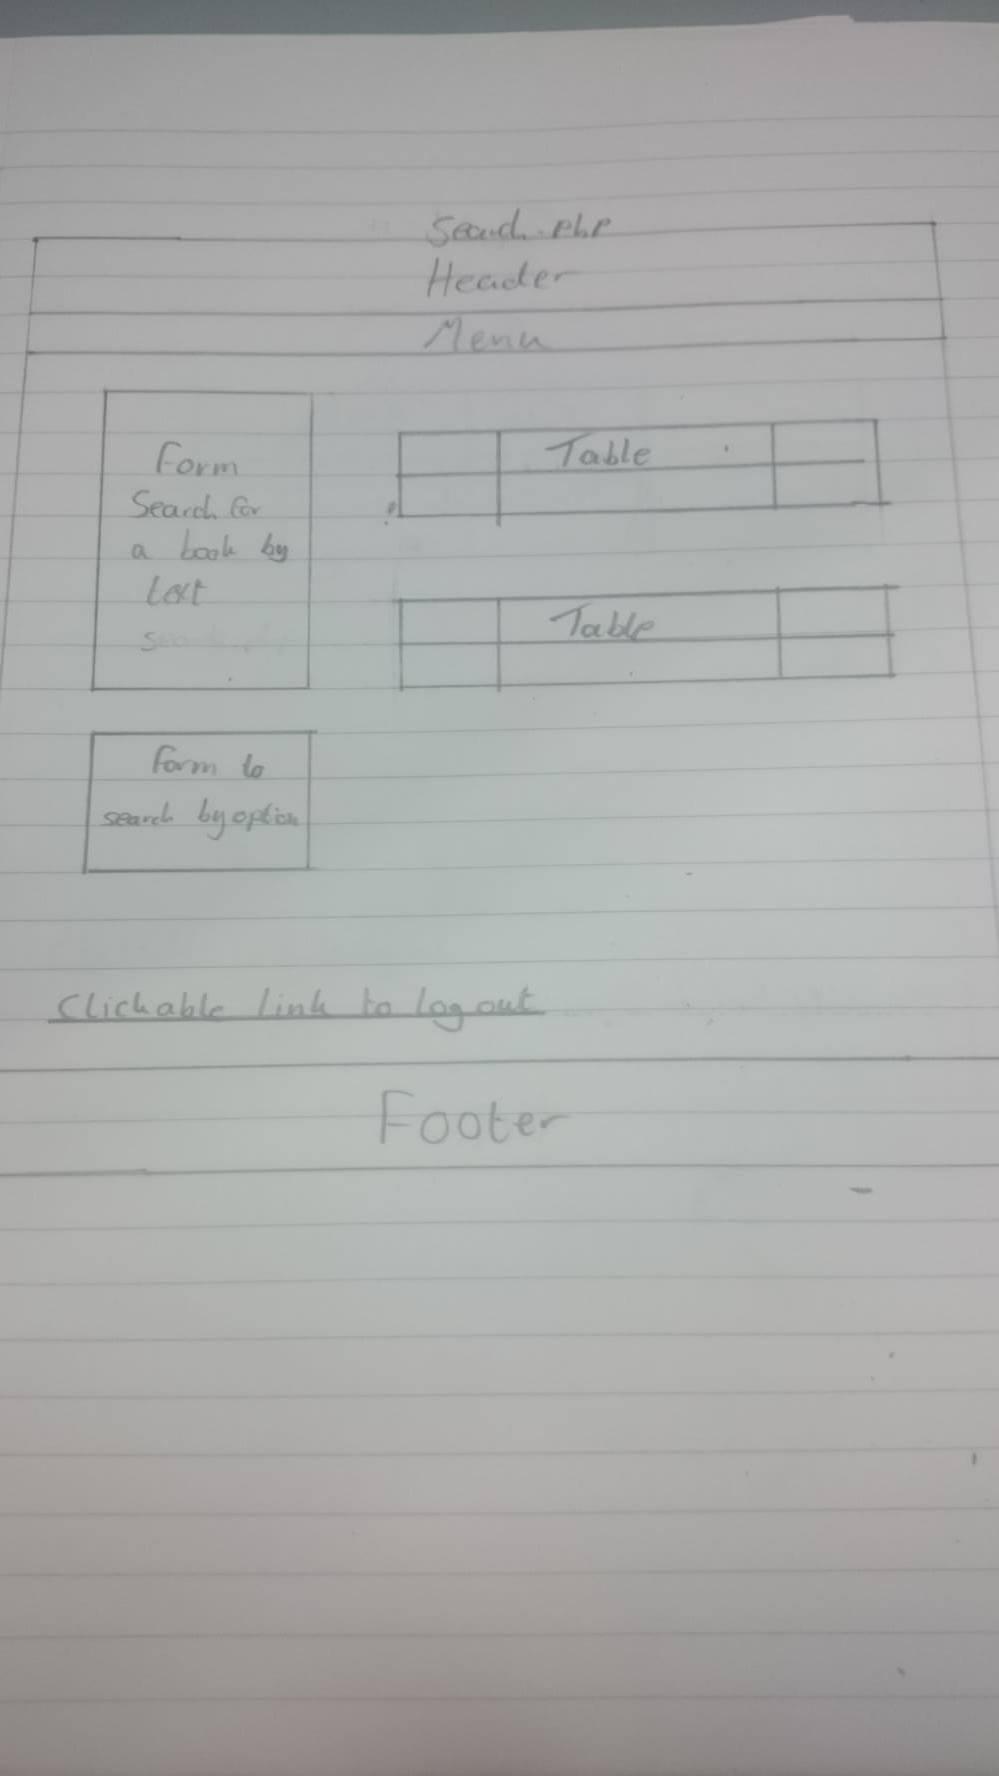 Search.php
Header
Menu
Form
Search for
a book by
text
Table
Table
Form to
search by option
Clickable link to log out
Footer